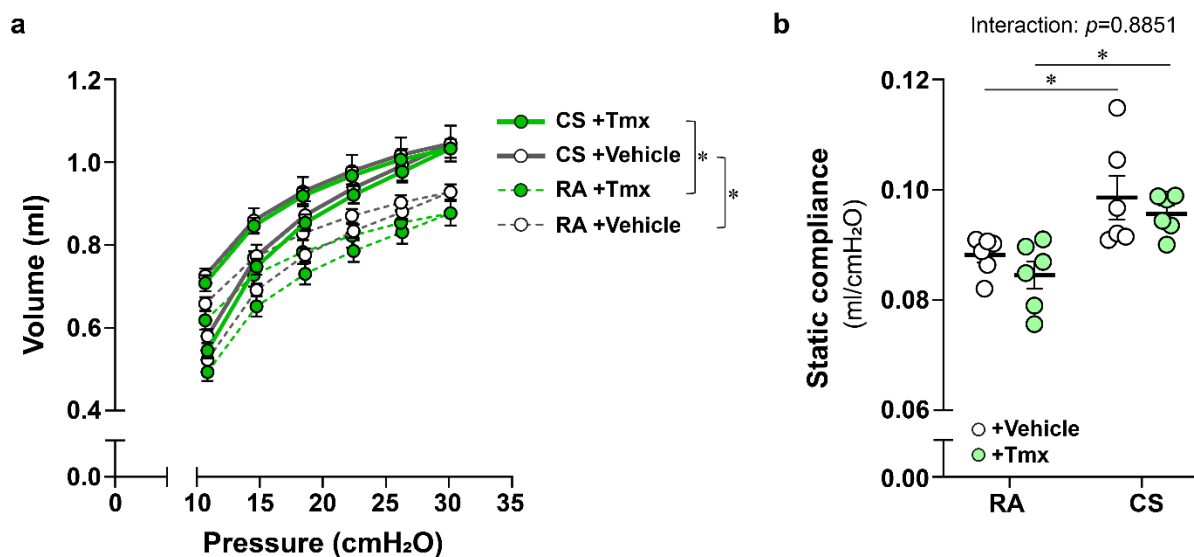 a
1.2
1.0
0.8
0.6
0.4
0.0
Volume (ml)
0
10
15
20
25
30
35
Pressure (cmH₂O)
CS +Tmx
CS +Vehicle
RA +Tmx
RA +Vehicle
*
*
b
Interaction: p=0.8851
*
*
0.12
0.10
0.08
0.06
0.00
Static compliance
(ml/cmH₂O)
+Vehicle
+Tmx
RA
CS